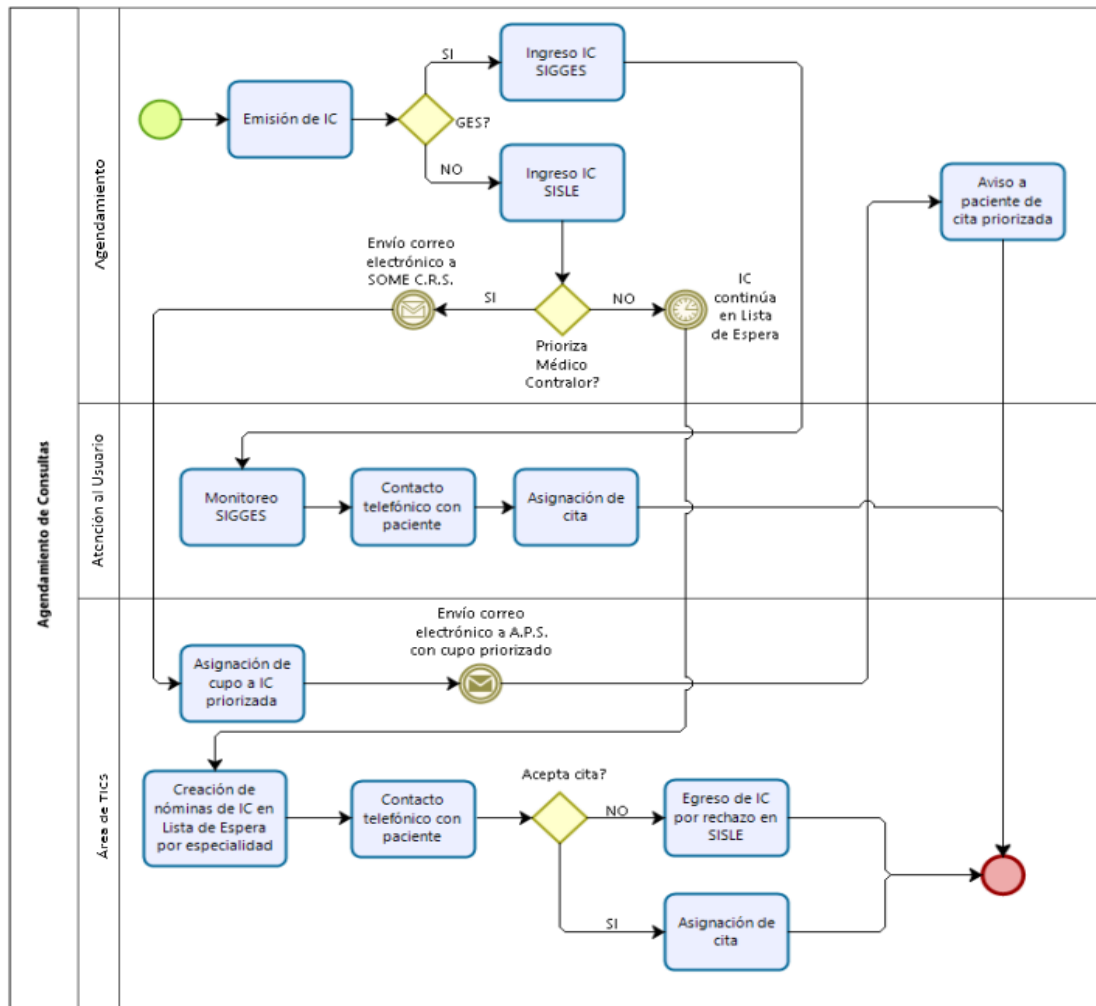 Agendamiento de Consultas
Agendamiento
Emisión de IC
GES?
SI
Ingreso IC
SIGGES
NO
Ingreso IC
SISLE
Aviso a
paciente de
cita priorizada
Envío correo
electrónico a
SOME C.R.S.
SI
NO
Prioriza
Médico
Contralor?
IC
continúa
en Lista
de Espera
Atención al Usuario
Monitoreo
SIGGES
Contacto
telefónico con
paciente
Asignación de
cita
Área de TICs
Asignación de
cupo a IC
priorizada
Envío correo
electrónico a A.P.S.
con cupo priorizado
Creación de
nóminas de IC en
Lista de Espera
por especialidad
Contacto
telefónico con
paciente
Acepta cita?
NO
Egreso de IC
por rechazo en
SISLE
SI
Asignación de
cita